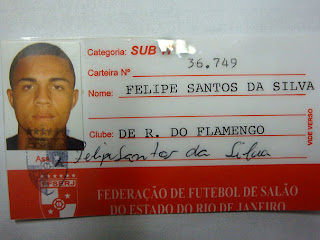 Categoria: SUB
Carteira Nº 36.749
Nome: FELIPE SANTOS DA SILVA
Clube: DE R. DO FLAMENGO
VIDE VERSO
Ass. Felipe Santos da Silva
FEDERAÇÃO DE FUTEBOL DE SALÃO
DO ESTADO DO RIO DE JANEIRO